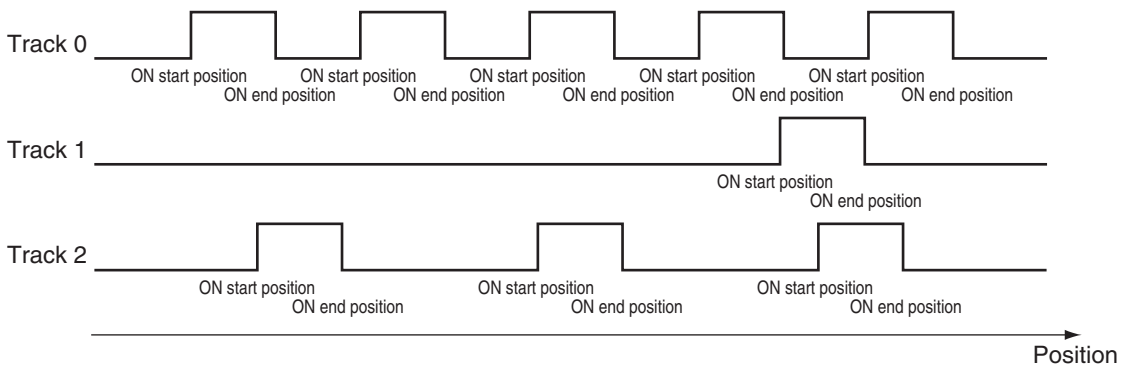 Track 0
ON start position ON start position ON start position ON start position ON start position
ON end position ON end position ON end position ON end position ON end position
Track 1
ON start position
ON end position
Track 2
ON start position ON start position ON start position
ON end position ON end position ON end position
Position